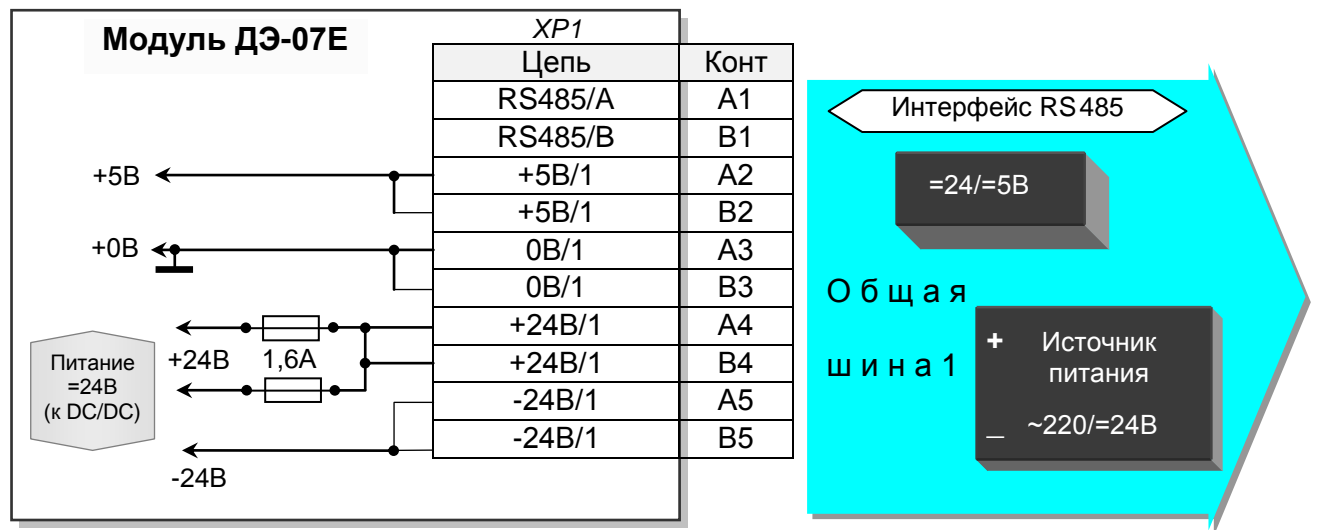 Модуль ДЭ-07Е
XP1
Цепь Конт
RS485/A A1
RS485/B B1
+5В/1 A2
+5В/1 B2
0В/1 A3
0В/1 B3
+24В/1 A4
+24В/1 B4
-24В/1 A5
-24В/1 B5
+5В
+0В
+24В 1,6А
Питание
=24В
(к DC/DC)
-24В
Интерфейс RS 485
=24/=5В
О б щ а я
ш и н а 1
+ Источник
питания
_ ~220/=24В